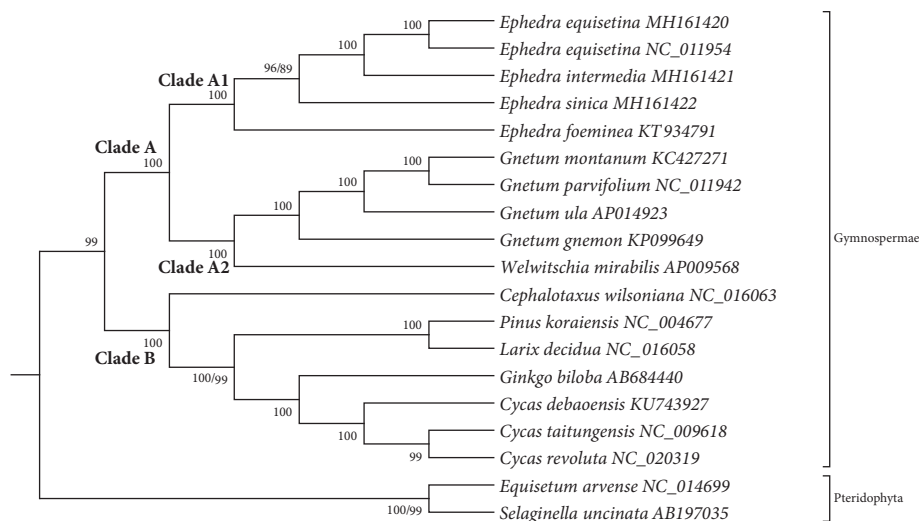 100
Ephedra equisetina MH161420
Ephedra equisetina NC_011954
100
96/89
Ephedra intermedia MH161421
Clade A1
100
Ephedra sinica MH161422
Ephedra foeminea KT934791
Clade A
100
100
Gnetum montanum KC427271
Gnetum parvifolium NC_011942
100
100
Gnetum ula AP014923
Gnetum gnemon KP099649
99
100
Clade A2
Welwitschia mirabilis AP009568
Gymnospermae
Cephalotaxus wilsoniana NC_016063
100
Pinus koraiensis NC_004677
Larix decidua NC_016058
100
Clade B
100/99
Ginkgo biloba AB684440
100
Cycas debaoensis KU743927
100
Cycas taitungensis NC_009618
99
Cycas revoluta NC_020319
Equisetum arvense NC_014699
100/99
Selaginella uncinata AB197035
Pteridophyta